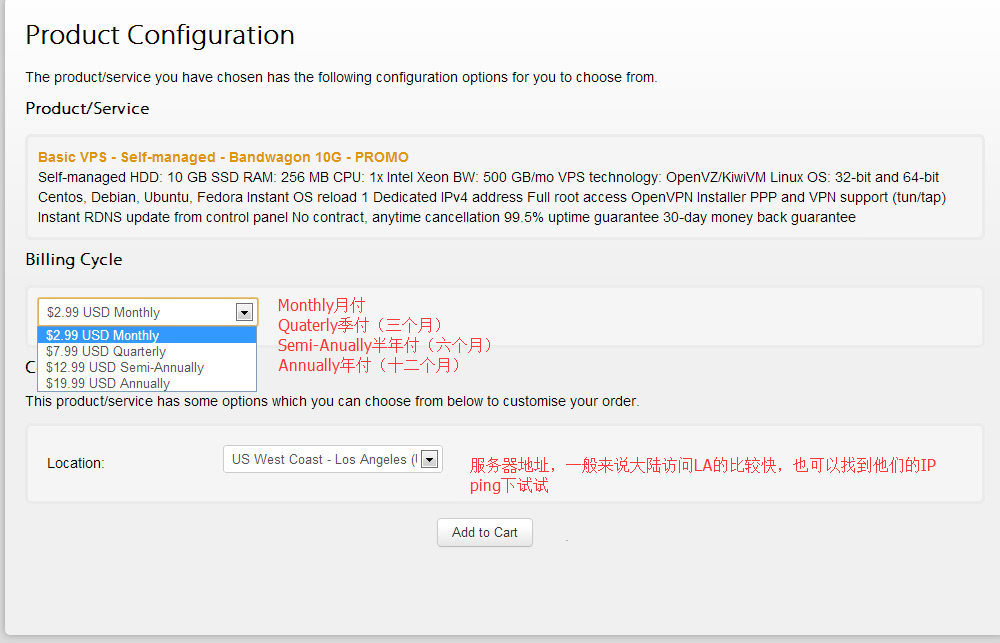 Product Configuration
The product/service you have chosen has the following configuration options for you to choose from.
Product/Service
Basic VPS - Self-managed - Bandwagon 10G - PROMO
Self-managed HDD: 10 GB SSD RAM: 256 MB CPU: 1x Intel Xeon BW: 500 GB/mo VPS technology: OpenVZ/KiwiVM Linux OS: 32-bit and 64-bit
Centos, Debian, Ubuntu, Fedora Instant OS reload 1 Dedicated IPv4 address Full root access OpenVPN Installer PPP and VPN support (tun/tap)
Instant RDNS update from control panel No contract, anytime cancellation 99.5% uptime guarantee 30-day money back guarantee
Billing Cycle
$2.99 USD Monthly
$2.99 USD Monthly
$7.99 USD Quarterly
$12.99 USD Semi-Annually
$19.99 USD Annually
Monthly月付
Quaterly季付（三个月）
Semi-Anually半年付（六个月）
Annually年付（十二个月）
C
This product/service has some options which you can choose from below to customise your order.
Location:
US West Coast - Los Angeles (
服务器地址，一般来说大陆访问LA的比较快，也可以找到他们的IP
ping下试试
Add to Cart